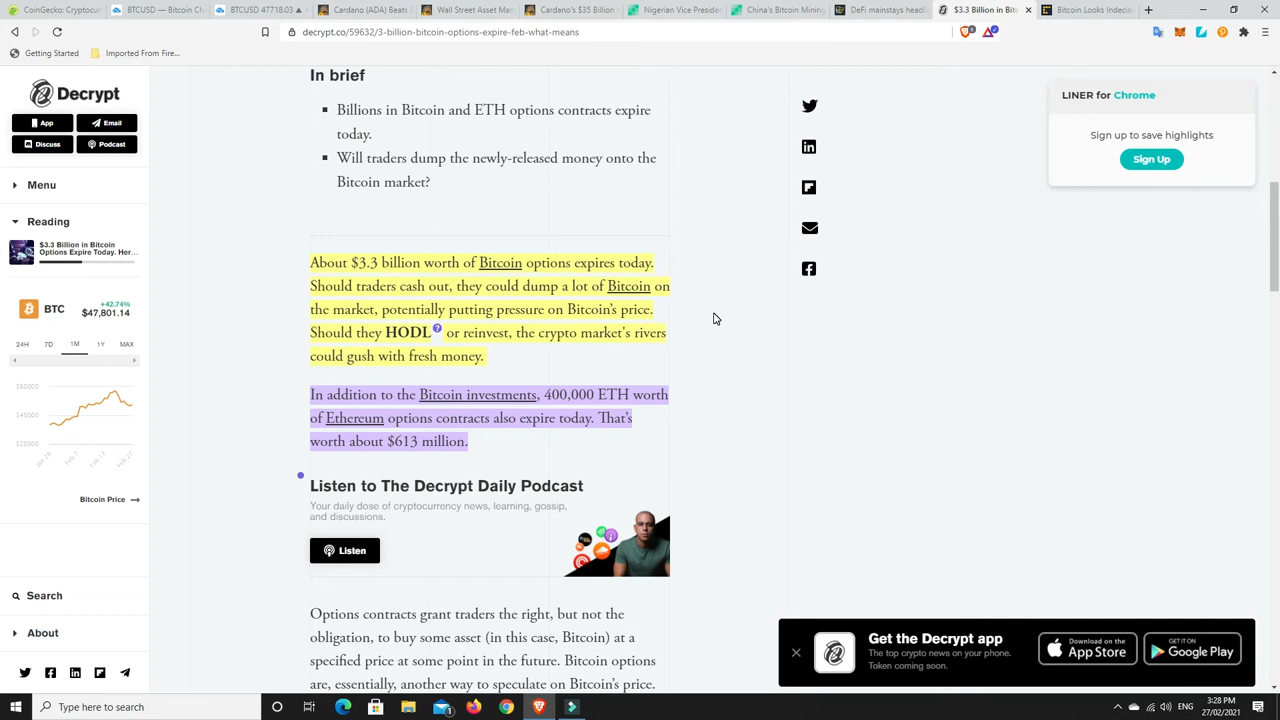 CoinGecko: Cryptocu
BTCUSD — Bitcoin Ch
BTCUSD 47718.03
Cardano (ADA) Beats
Wall Street Asset Mar
Cardano's $35 Billion
Nigerian Vice Preside
China's Bitcoin Minin
DeFi mainstays headli
$3.3 Billion in Bit
Bitcoin Looks Indecis
decrypt.co/59632/3-billion-bitcoin-options-expire-feb-what-means
Getting Started
Imported From Fire...
Decrypt
App
Email
Discuss
Podcast
Menu
Reading
$3.3 Billion in Bitcoin
Options Expire Today. Her...
BTC
+42.74%
$47,801.14
24H 7D 1M 1Y MAX
$60000
$40000
$20000
Feb 7
Feb 17
Feb 27
Bitcoin Price
Search
About
In brief
Billions in Bitcoin and ETH options contracts expire
today.
Will traders dump the newly-released money onto the
Bitcoin market?
About $3.3 billion worth of Bitcoin options expires today.
Should traders cash out, they could dump a lot of Bitcoin on
the market, potentially putting pressure on Bitcoin's price.
Should they HODL ? or reinvest, the crypto market's rivers
could gush with fresh money.
In addition to the Bitcoin investments, 400,000 ETH worth
of Ethereum options contracts also expire today. That's
worth about $613 million.
Listen to The Decrypt Daily Podcast
Your daily dose of cryptocurrency news, learning, gossip,
and discussions.
Listen
Options contracts grant traders the right, but not the
obligation, to buy some asset (in this case, Bitcoin) at a
specified price at some point in the future. Bitcoin options
are, essentially, another way to speculate on Bitcoin's price.
LINER for Chrome
Sign up to save highlights
Sign Up
Get the Decrypt app
The top crypto news on your phone.
Token coming soon.
Download on the
App Store
GET IT ON
Google Play
Type here to search
ENG
3:28 PM
27/02/2021